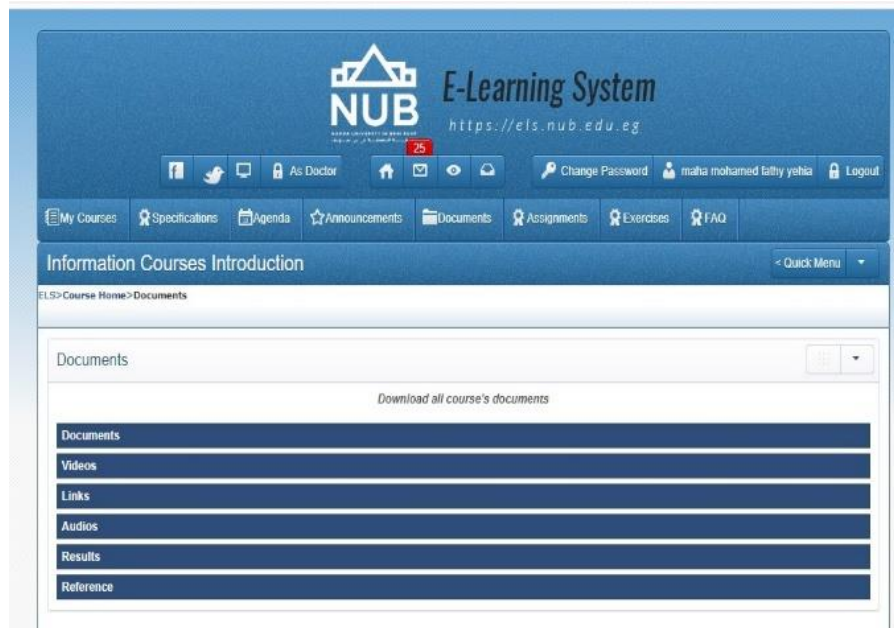 NUB
E-Learning System
https://els.nub.edu.eg
25
As Doctor
Change Password
maha mohamed fathy yehia
Logout
My Courses
Specifications
Agenda
Announcements
Documents
Assignments
Exercises
FAQ
Information Courses Introduction
< Quick Menu
ELS>Course Home>Documents
Documents
Download all course's documents
Documents
Videos
Links
Audios
Results
Reference